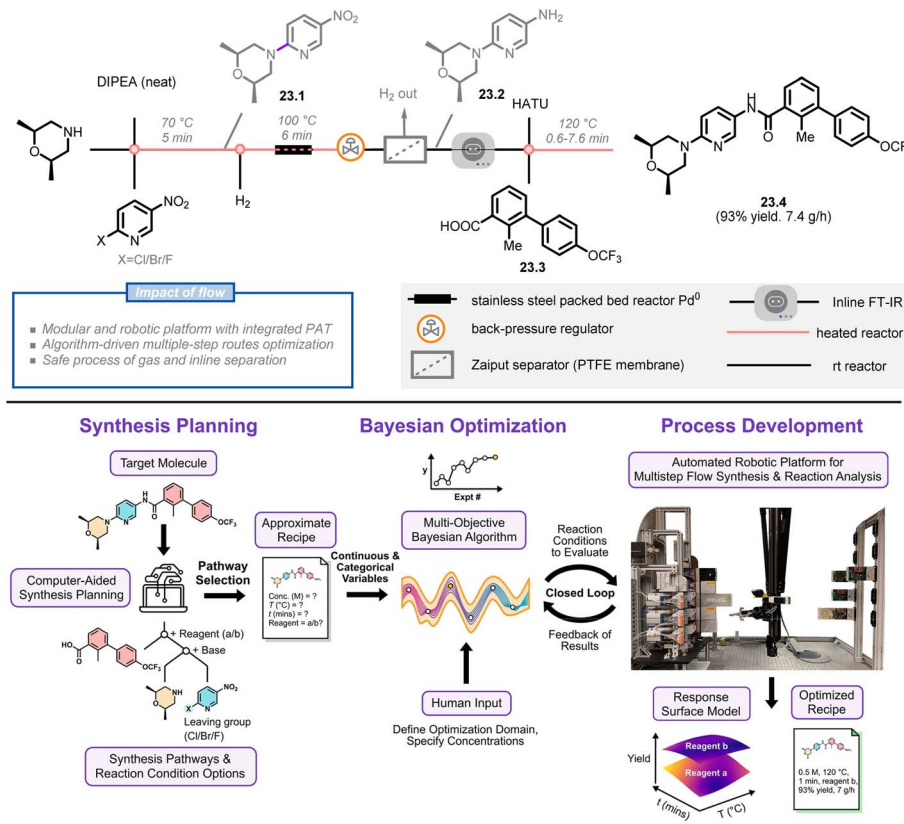 DIPEA (neat)
NH
O
70 °C
5 min
NO₂
N
X
X=Cl/Br/F
NO₂
N
N
O
23.1
H₂
100 °C
6 min
H₂ out
NH₂
N
N
O
23.2
HATU
120 °C
0.6-7.6 min
HOOC
Me
OCF₃
23.3
H
N
O
N
N
O
Me
OCF
23.4
(93% yield. 7.4 g/h)
Impact of flow
Modular and robotic platform with integrated PAT
Algorithm-driven multiple-step routes optimization
Safe process of gas and inline separation
stainless steel packed bed reactor Pd⁰
back-pressure regulator
Zaiput separator (PTFE membrane)
Inline FT-IR
heated reactor
rt reactor
Synthesis Planning
Target Molecule
H
N
O
N
N
O
OCF₃
Computer-Aided
Synthesis Planning
Pathway
Selection
+ Reagent (a/b)
+ Base
HO
O
OCF₃
NH
O
NO₂
X
N
Leaving group
(Cl/Br/F)
Synthesis Pathways &
Reaction Condition Options
Approximate
Recipe
Conc. (M) = ?
T (°C) = ?
t (mins) = ?
Reagent = a/b?
Bayesian Optimization
y
Expt #
Multi-Objective
Bayesian Algorithm
Continuous &
Categorical
Variables
Human Input
Define Optimization Domain,
Specify Concentrations
Reaction
Conditions
to Evaluate
Closed Loop
Feedback of
Results
Process Development
Automated Robotic Platform for
Multistep Flow Synthesis & Reaction Analysis
Response
Surface Model
Yield
Reagent b
Reagent a
t (mins)
T (°C)
Optimized
Recipe
0.5 M, 120 °C,
1 min, reagent b,
93% yield, 7 g/h